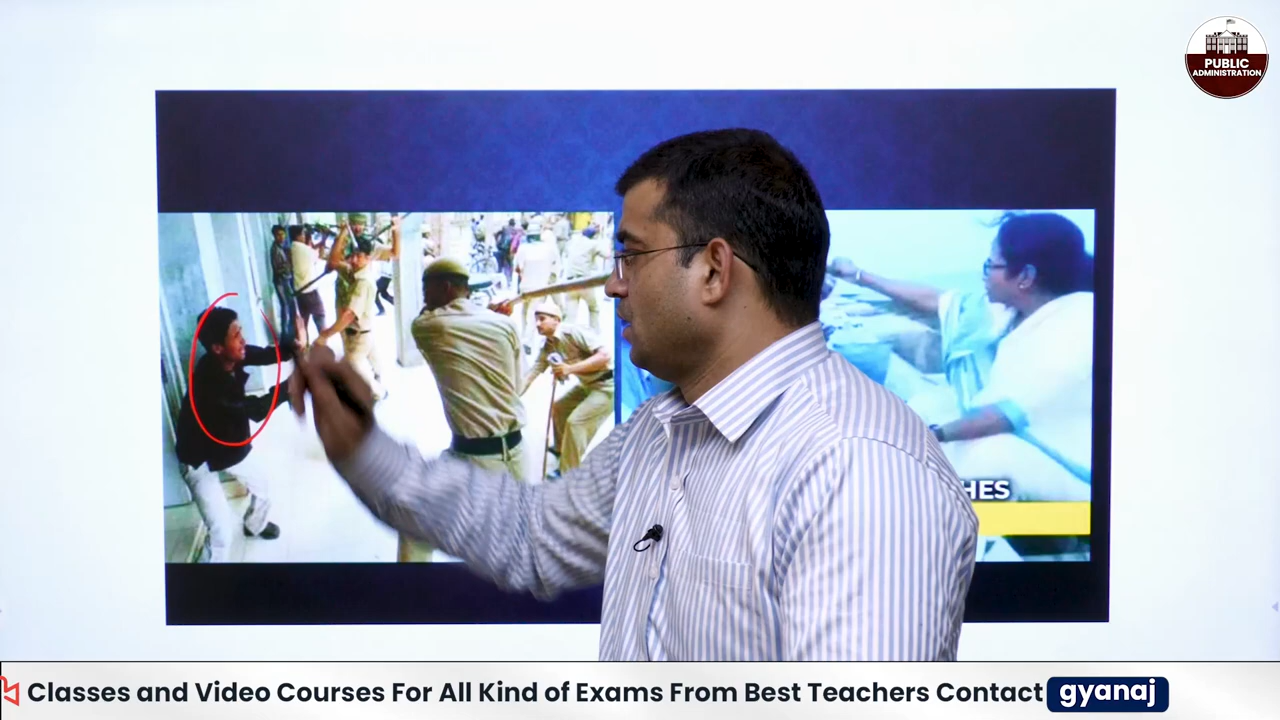 PUBLIC
ADMINISTRATION
HES
Classes and Video Courses For All Kind of Exams From Best Teachers Contact gyanaj